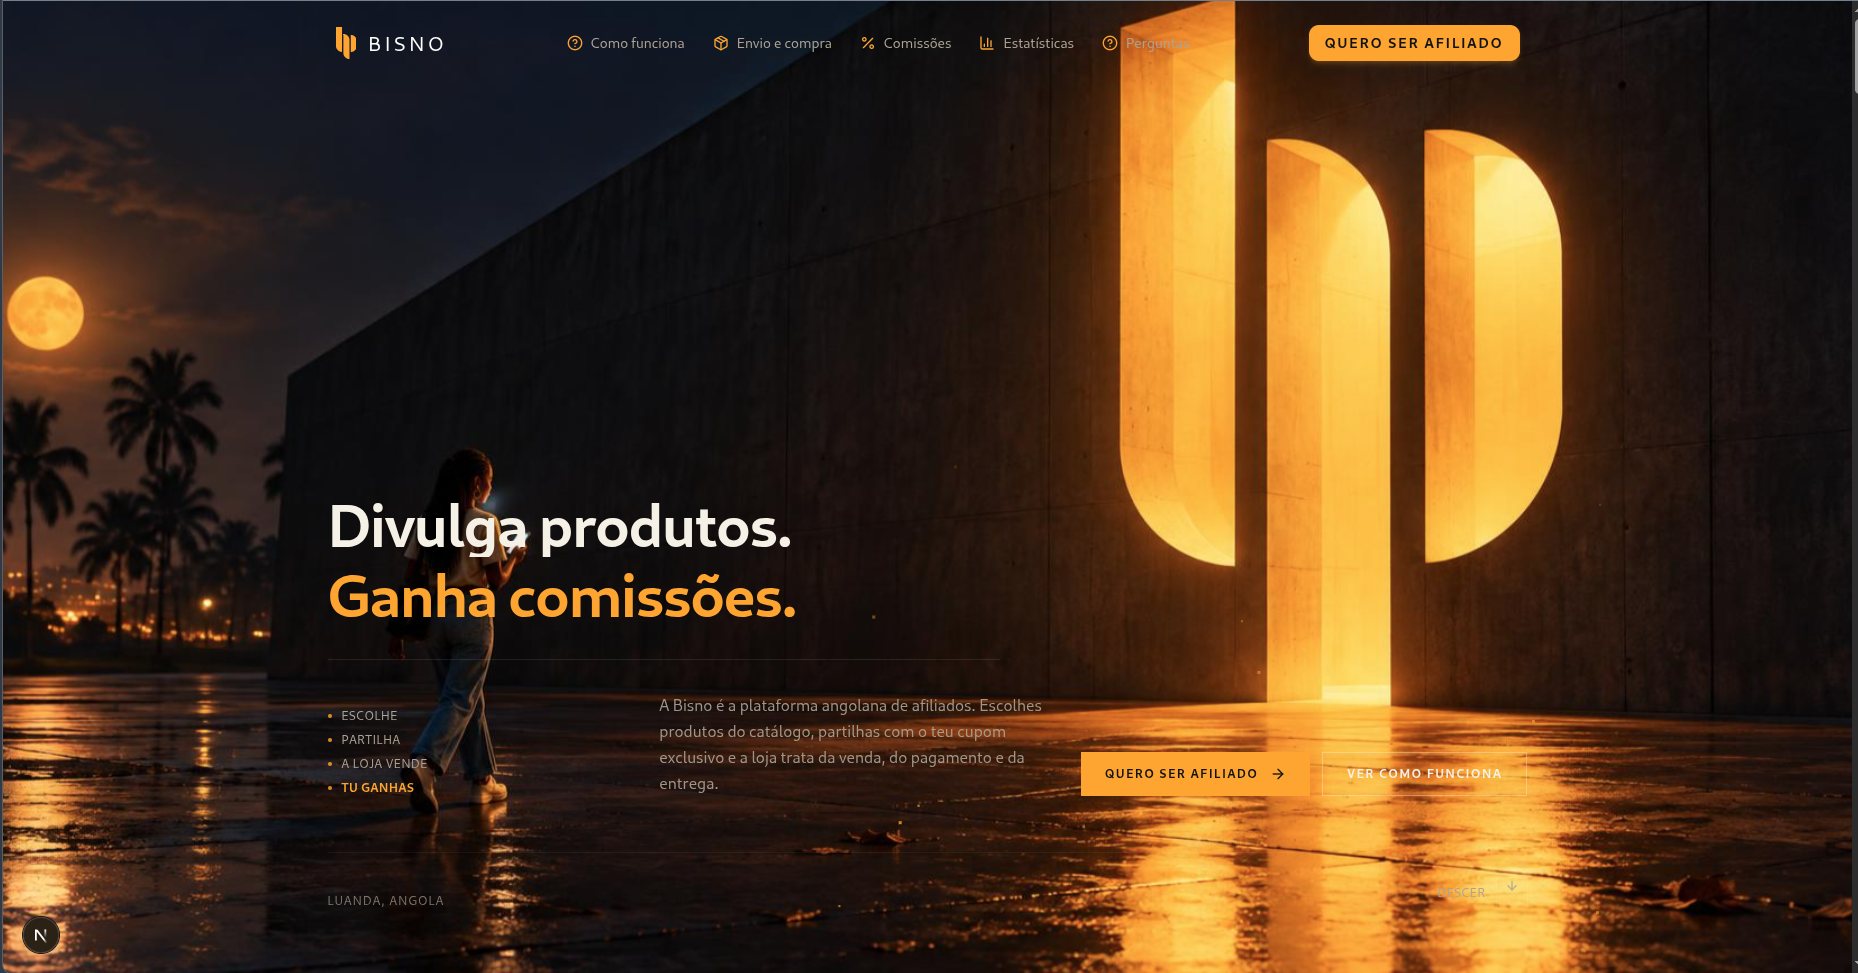 BISNO
Como funciona
Envio e compra
Comissões
Estatísticas
Perguntas
QUERO SER AFILIADO
Divulga produtos.
Ganha comissões.
ESCOLHE
PARTILHA
A LOJA VENDE
TU GANHAS
A Bisno é a plataforma angolana de afiliados. Escolhes
produtos do catálogo, partilhas com o teu cupom
exclusivo e a loja trata da venda, do pagamento e da
entrega.
QUERO SER AFILIADO
VER COMO FUNCIONA
LUANDA, ANGOLA
DESCER
N